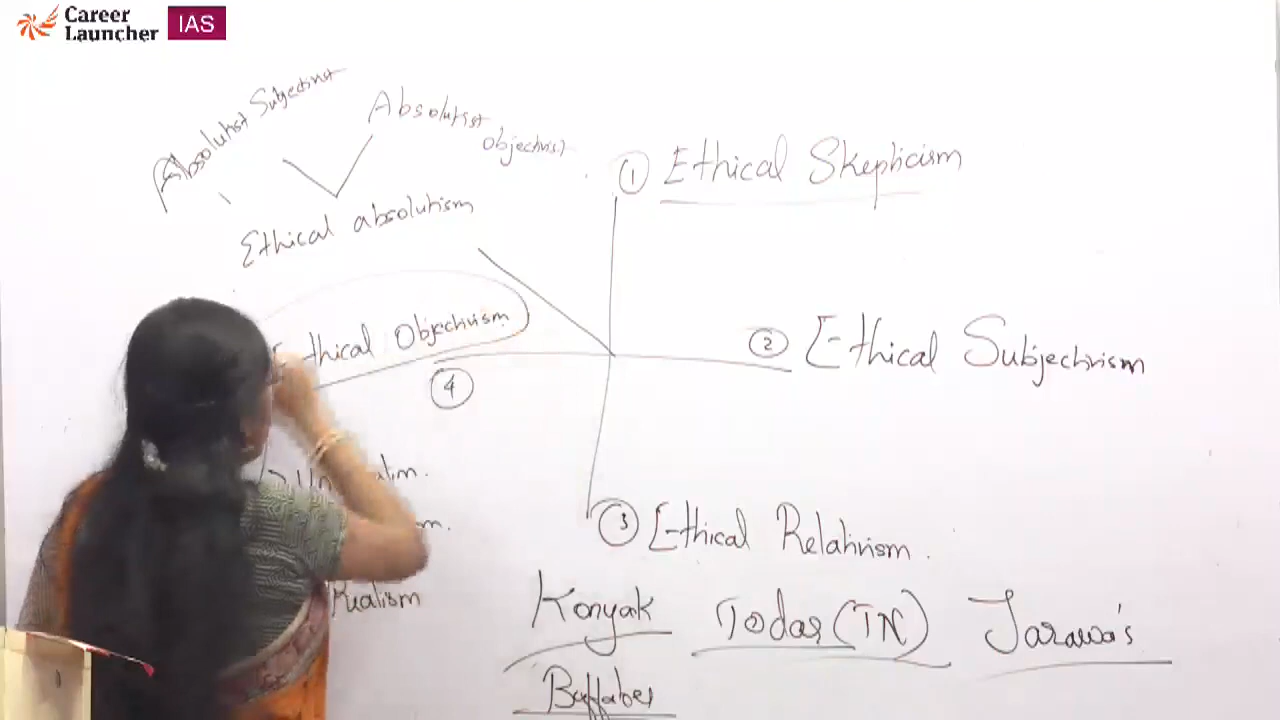 Career Launcher
IAS
Absolutist Subjectivist
Absolutist
Objectivist
① Ethical Skepticism
Ethical absolutism
Ethical Objectivism
④
② Ethical Subjectivism
③ Ethical Relativism.
Konyak Todas (TN) Jarawa's